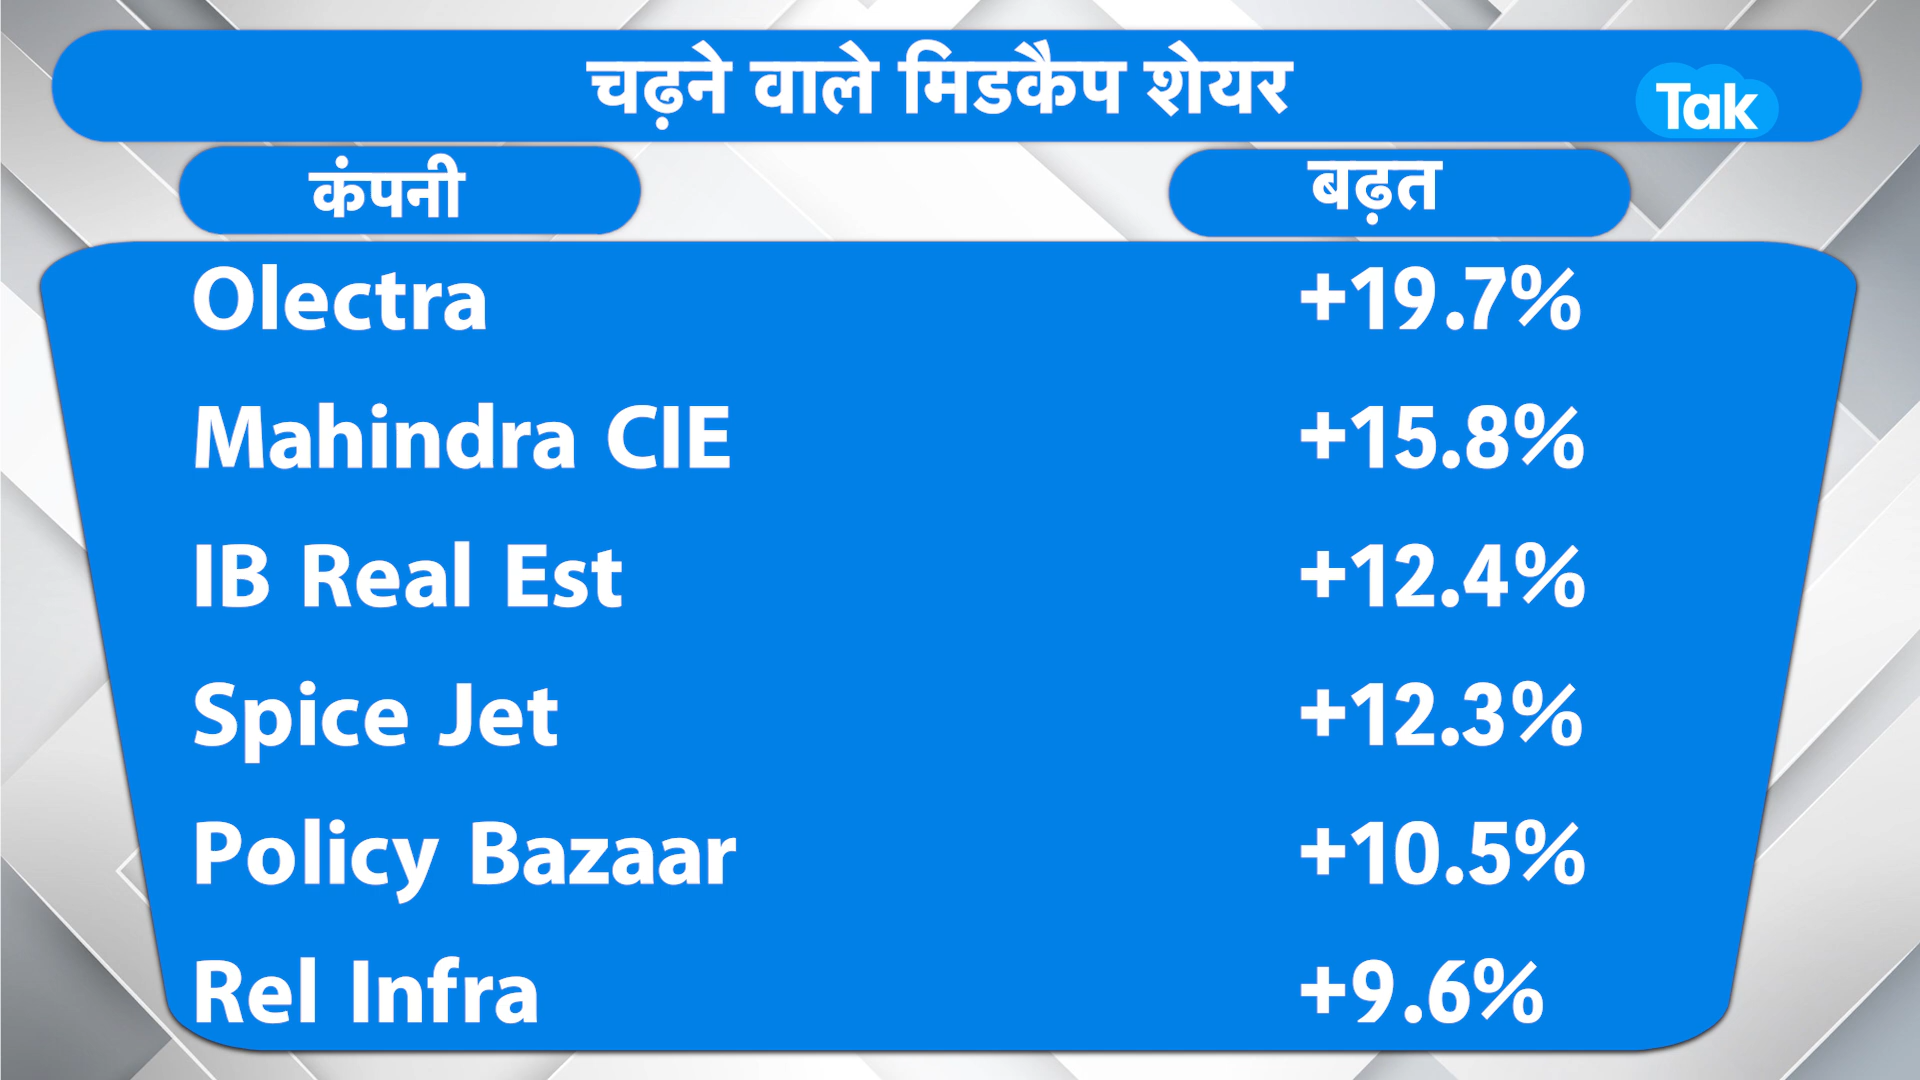 चढ़ने वाले मिडकैप शेयर
Tak
कंपनी बढ़त
Olectra +19.7%
Mahindra CIE +15.8%
IB Real Est +12.4%
Spice Jet +12.3%
Policy Bazaar +10.5%
Rel Infra +9.6%